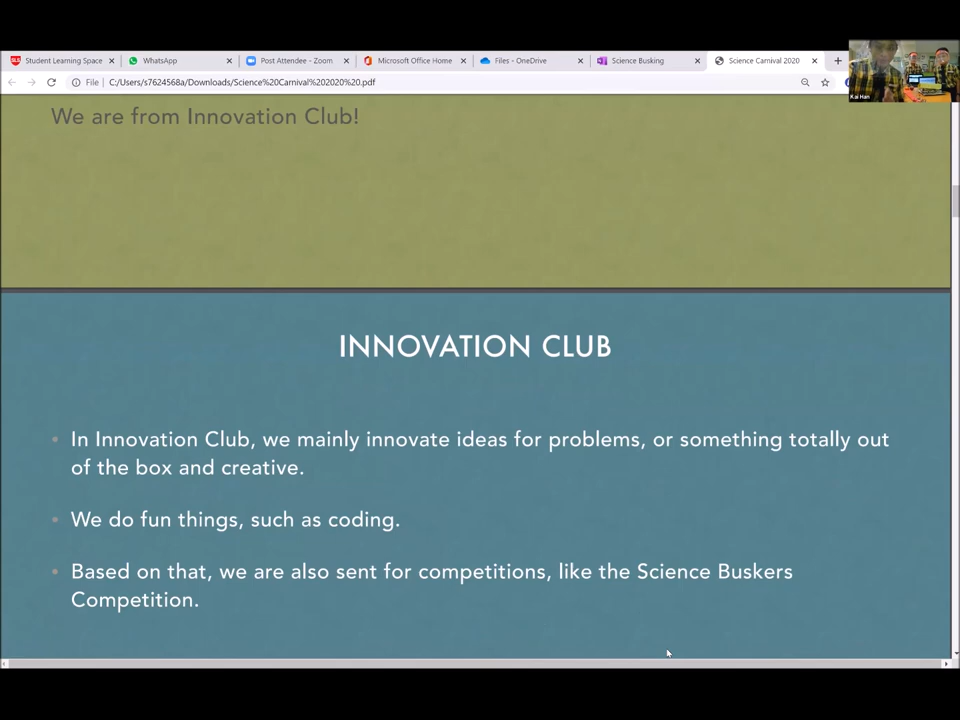 SLS Student Learning Space
WhatsApp
Post Attendee - Zoom
Microsoft Office Home
Files - OneDrive
Science Busking
Science Carnival 2020
File C:/Users/s7624568a/Downloads/Science%20Carnival%202020%20.pdf
Kai Han
We are from Innovation Club!
INNOVATION CLUB
• In Innovation Club, we mainly innovate ideas for problems, or something totally out
of the box and creative.
• We do fun things, such as coding.
• Based on that, we are also sent for competitions, like the Science Buskers
Competition.